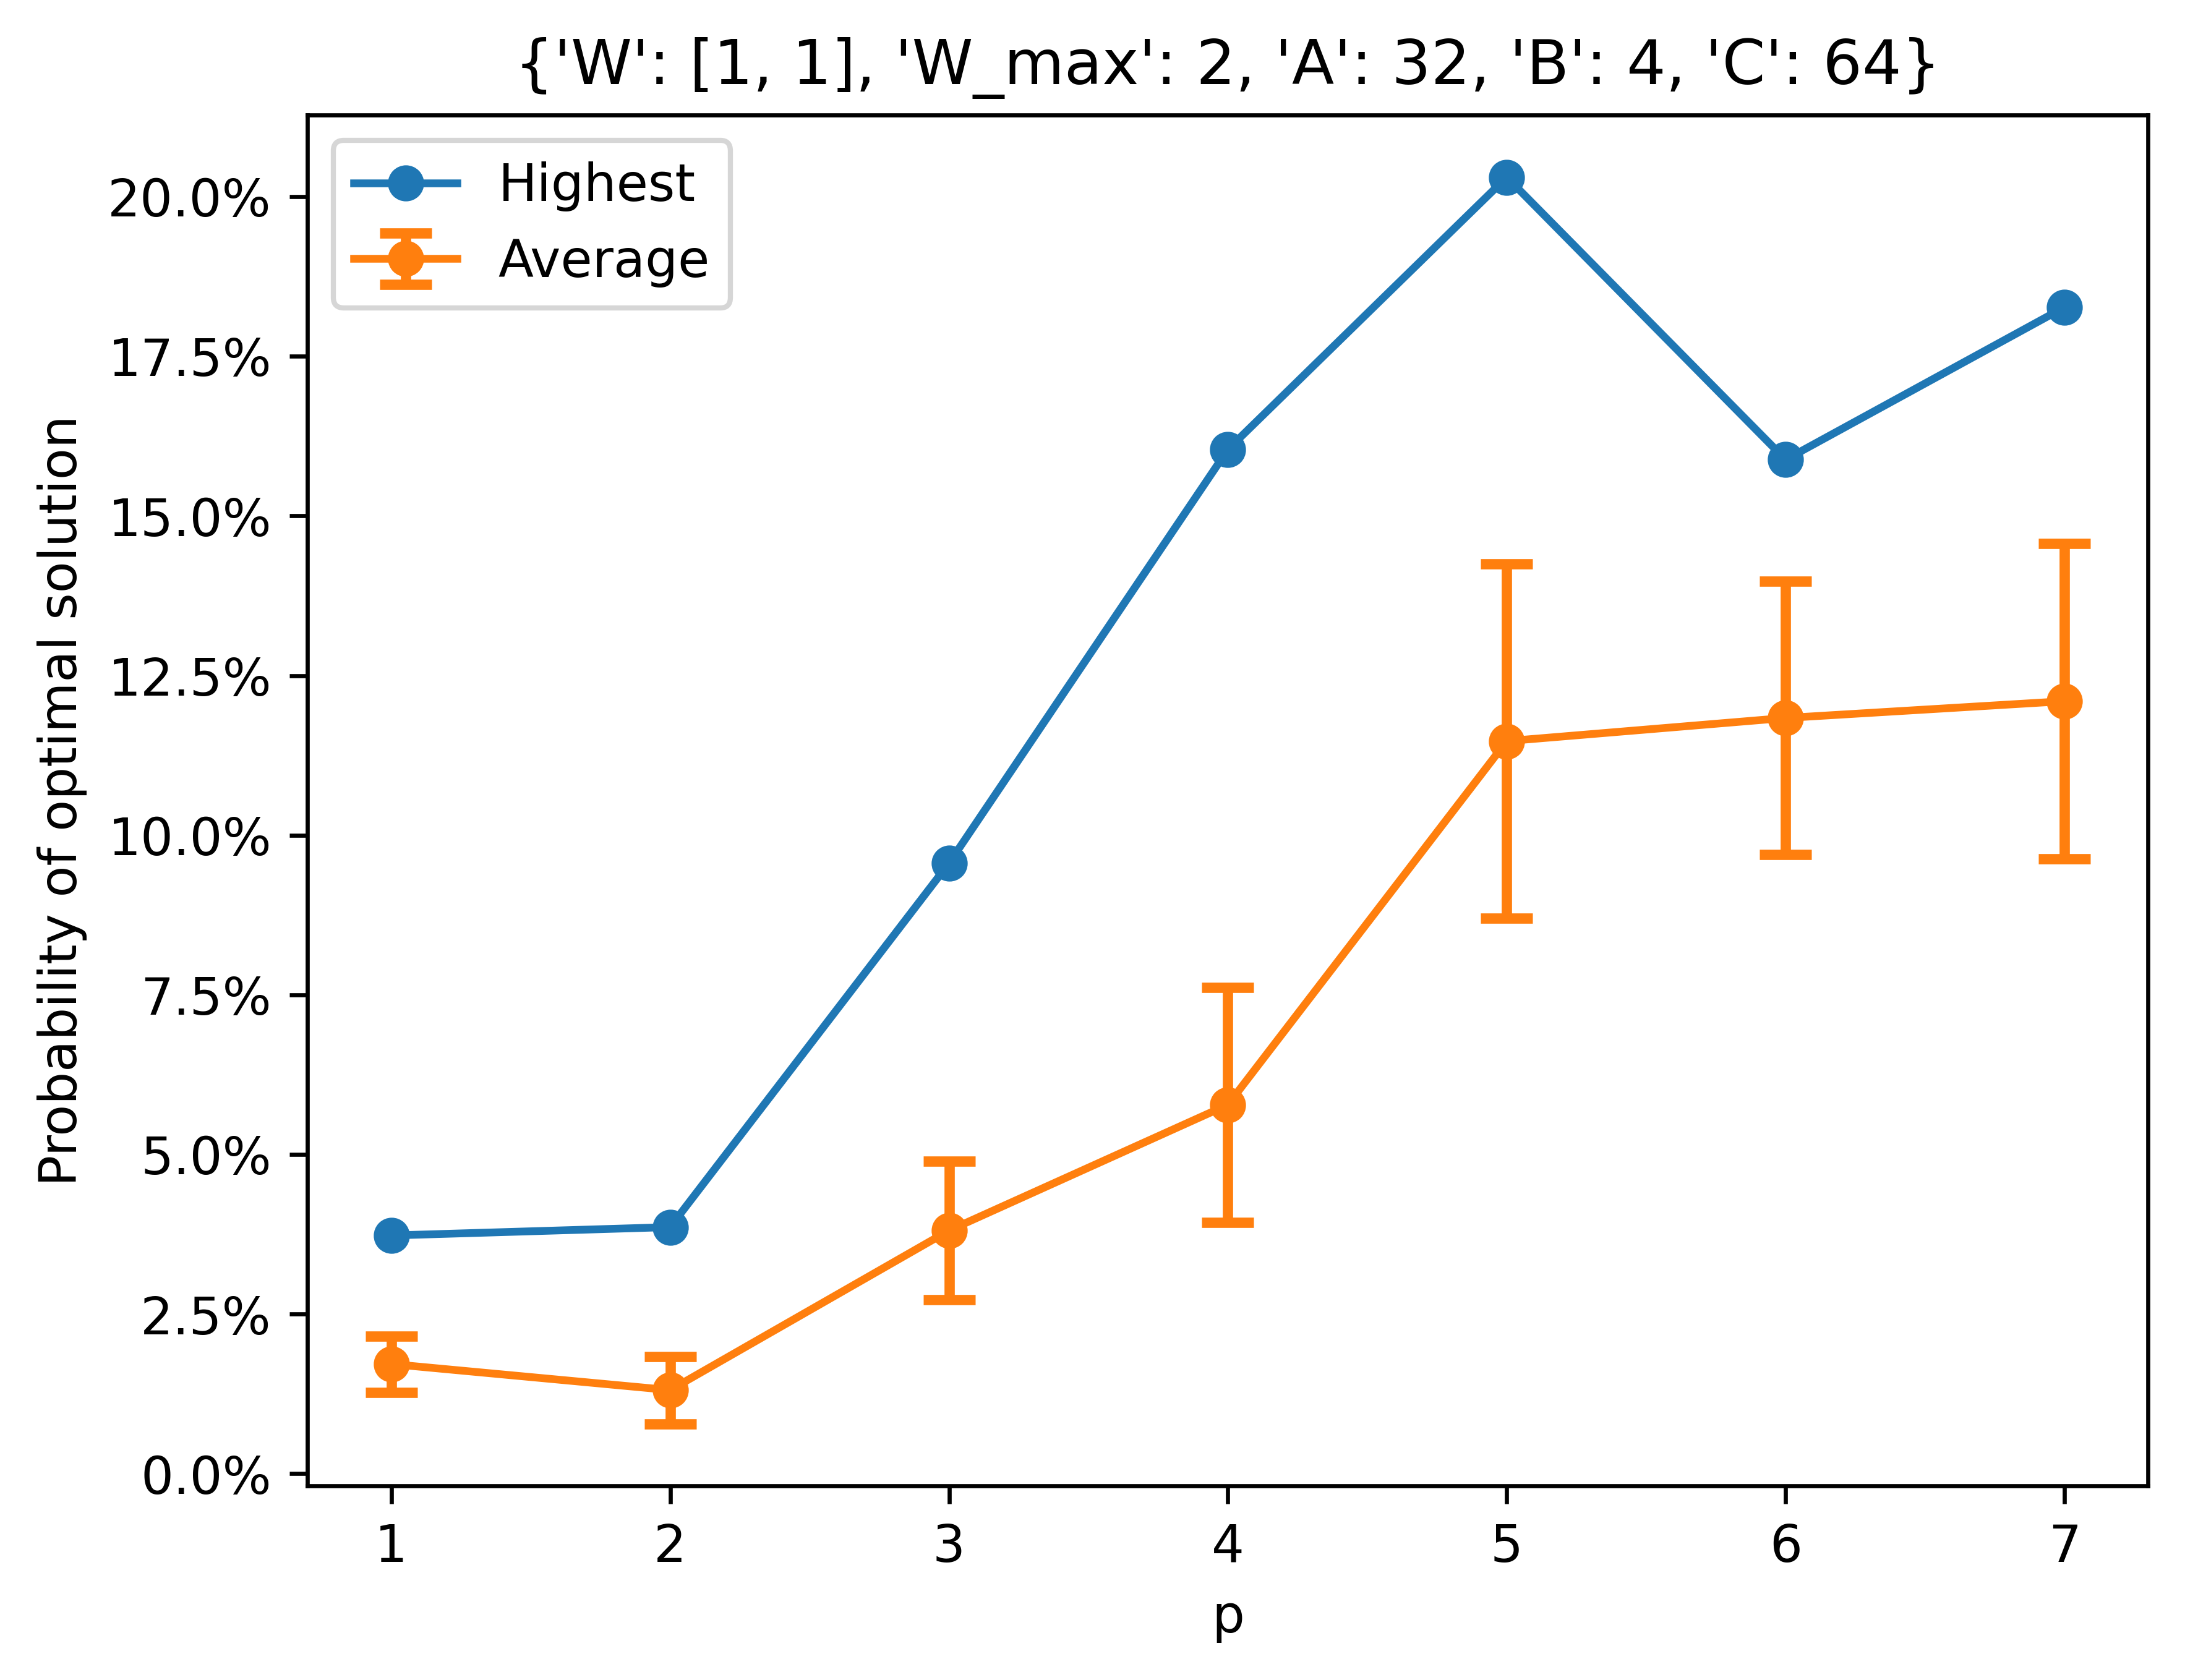 {'W': [1, 1], 'W_max': 2, 'A': 32, 'B': 4, 'C': 64}
Highest
Average
Probability of optimal solution
20.0%
17.5%
15.0%
12.5%
10.0%
7.5%
5.0%
2.5%
0.0%
1 2 3 4 5 6 7
p